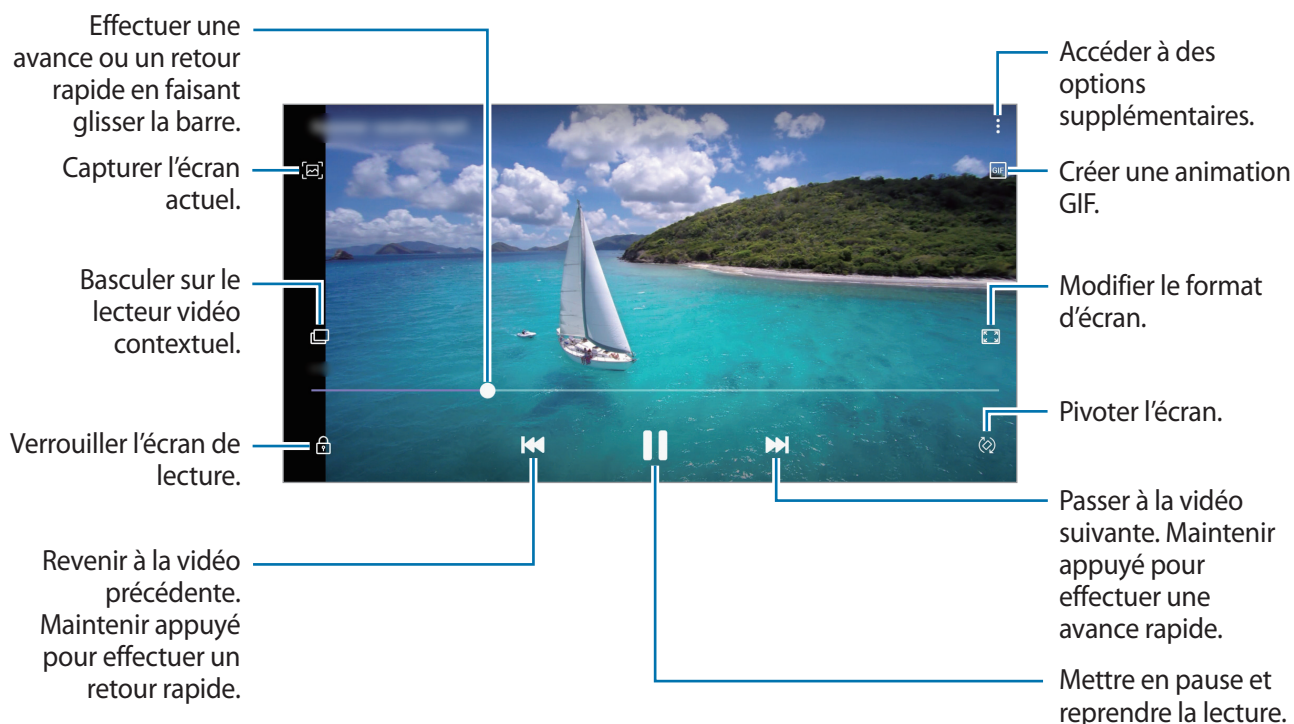 Effectuer une
avance ou un retour
rapide en faisant
glisser la barre.
Capturer l’écran
actuel.
Basculer sur le
lecteur vidéo
contextuel.
Verrouiller l’écran de
lecture.
Revenir à la vidéo
précédente.
Maintenir appuyé
pour effectuer un
retour rapide.
Accéder à des
options
supplémentaires.
GIF
Créer une animation
GIF.
Modifier le format
d’écran.
Pivoter l’écran.
Passer à la vidéo
suivante. Maintenir
appuyé pour
effectuer une
avance rapide.
Mettre en pause et
reprendre la lecture.